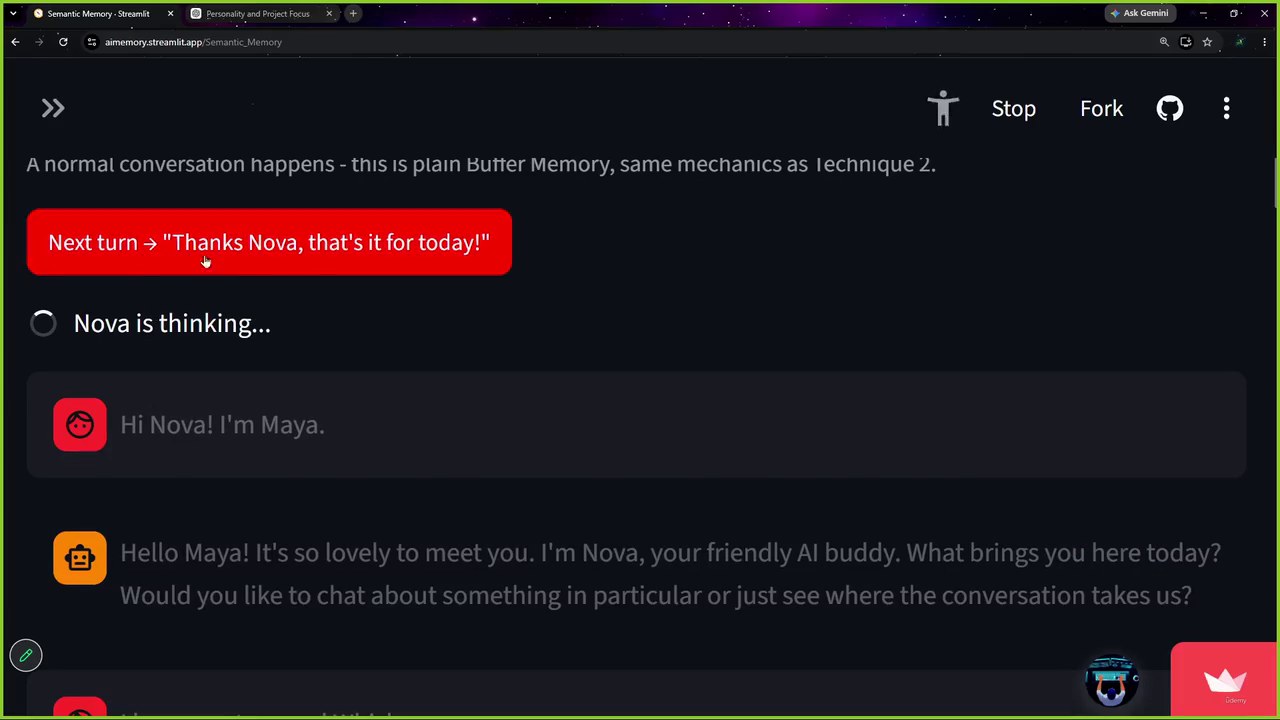 Semantic Memory - Streamlit
Personality and Project Focus
Ask Gemini
aimemory.streamlit.app/Semantic_Memory
Stop
Fork
A normal conversation happens - this is plain Buffer Memory, same mechanics as Technique 2.
Next turn → "Thanks Nova, that's it for today!"
Nova is thinking...
Hi Nova! I'm Maya.
Hello Maya! It's so lovely to meet you. I'm Nova, your friendly AI buddy. What brings you here today?
Would you like to chat about something in particular or just see where the conversation takes us?
ûdemy